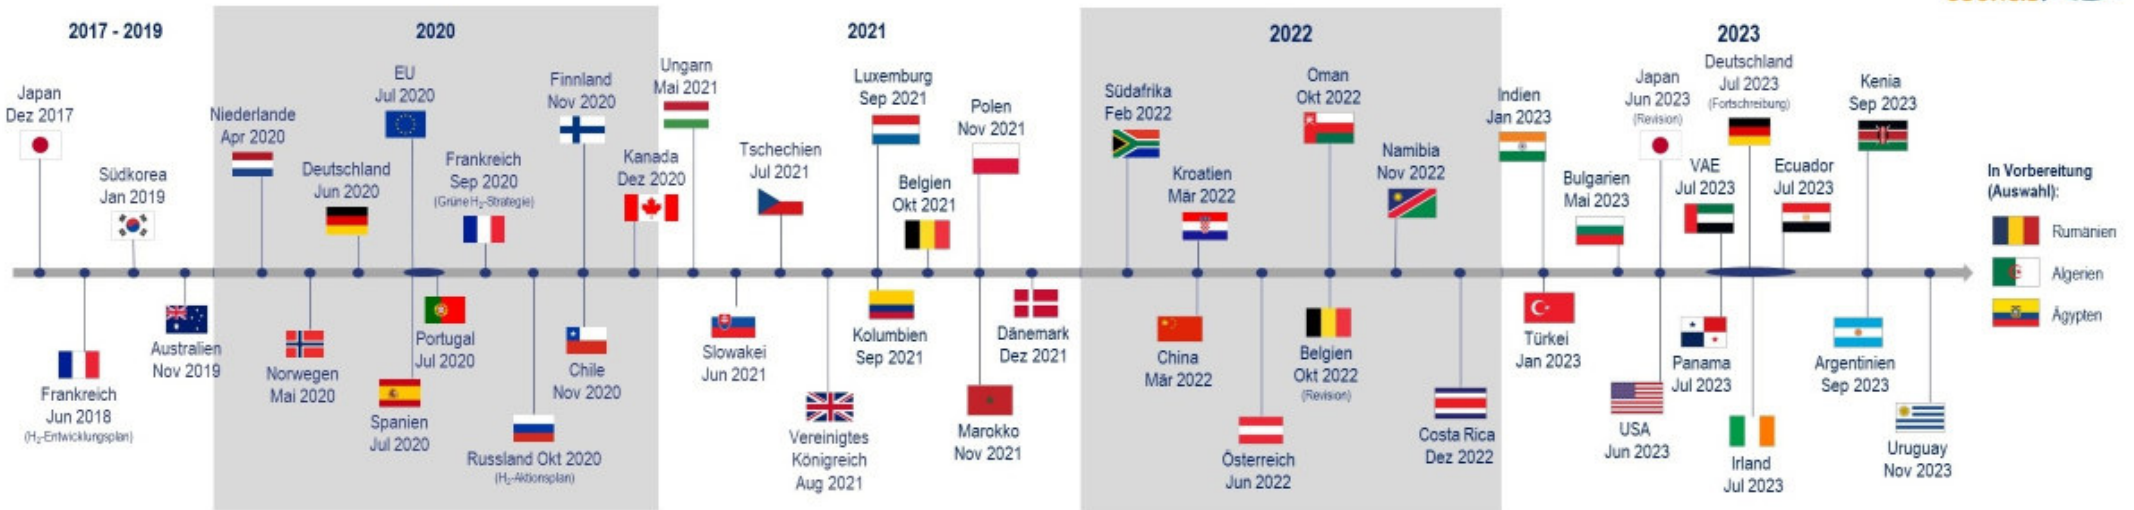 2017 - 2019
2020
2021
2022
2023
Japan
Dez 2017
Frankreich
Jun 2018
(H₂-Entwicklungsplan)
Südkorea
Jan 2019
Australien
Nov 2019
Niederlande
Apr 2020
Norwegen
Mai 2020
Deutschland
Jun 2020
EU
Jul 2020
Spanien
Jul 2020
Portugal
Jul 2020
Frankreich
Sep 2020
(Grüne H₂-Strategie)
Russland Okt 2020
(H₂-Aktionsplan)
Finnland
Nov 2020
Chile
Nov 2020
Kanada
Dez 2020
Ungarn
Mai 2021
Slowakei
Jun 2021
Tschechien
Jul 2021
Vereinigtes
Königreich
Aug 2021
Luxemburg
Sep 2021
Kolumbien
Sep 2021
Belgien
Okt 2021
Polen
Nov 2021
Marokko
Nov 2021
Dänemark
Dez 2021
Südafrika
Feb 2022
Kroatien
Mär 2022
China
Mär 2022
Österreich
Jun 2022
Oman
Okt 2022
Belgien
Okt 2022
(Revision)
Namibia
Nov 2022
Costa Rica
Dez 2022
Indien
Jan 2023
Türkei
Jan 2023
Bulgarien
Mai 2023
Japan
Jun 2023
(Revision)
USA
Jun 2023
VAE
Jul 2023
Panama
Jul 2023
Deutschland
Jul 2023
(Fortschreibung)
Irland
Jul 2023
Ecuador
Jul 2023
Kenia
Sep 2023
Argentinien
Sep 2023
Uruguay
Nov 2023
In Vorbereitung
(Auswahl):
Rumänien
Algerien
Ägypten